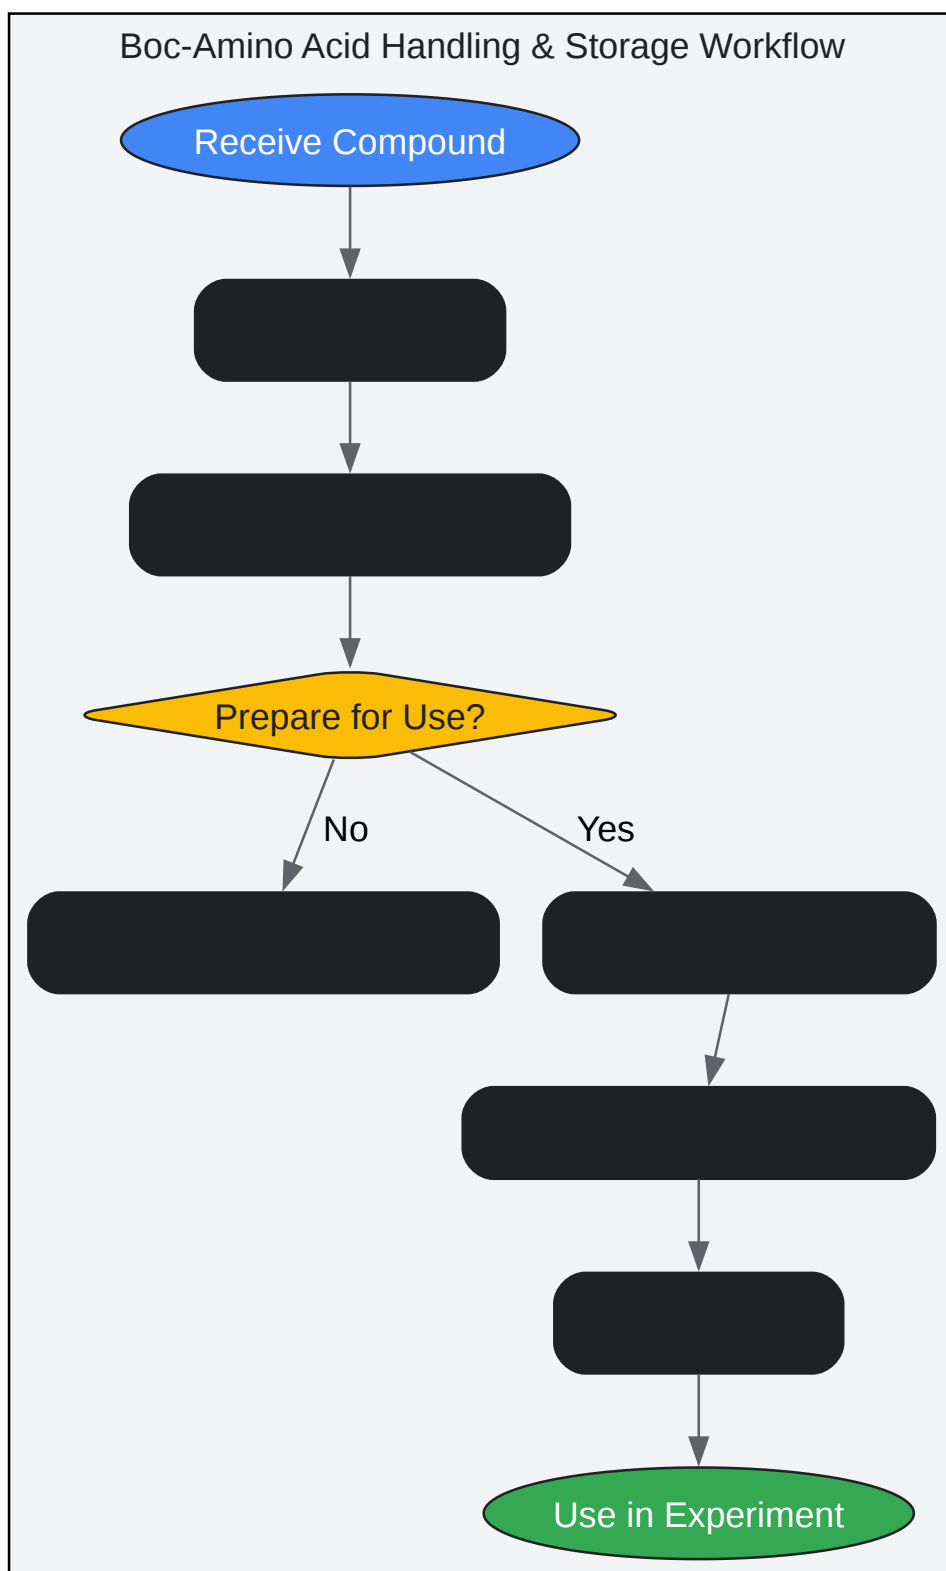 Boc-Amino Acid Handling & Storage Workflow
Receive Compound
Prepare for Use?
No
Yes
Use in Experiment